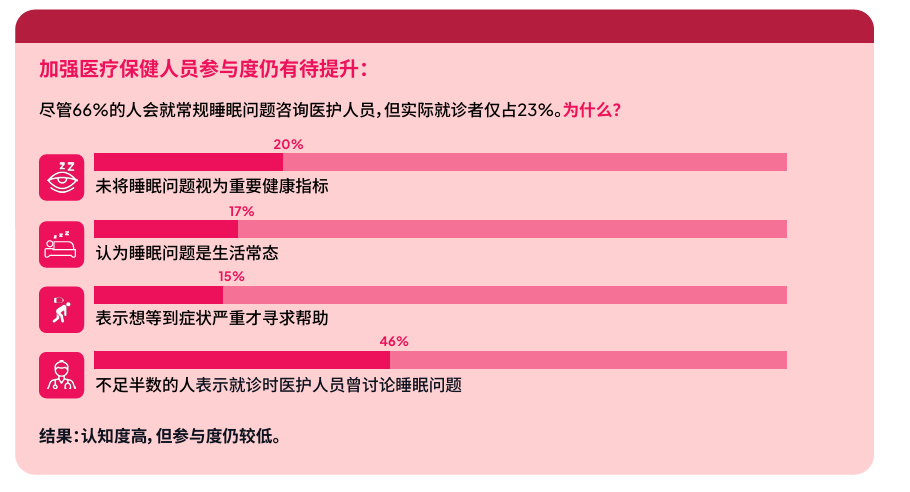 加强医疗保健人员参与度仍有待提升：
尽管66%的人会就常规睡眠问题咨询医护人员，但实际就诊者仅占23%。为什么？
zz
20%
未将睡眠问题视为重要健康指标
zzz
17%
认为睡眠问题是生活常态
15%
表示想等到症状严重才寻求帮助
46%
不足半数的人表示就诊时医护人员曾讨论睡眠问题
结果：认知度高，但参与度仍较低。